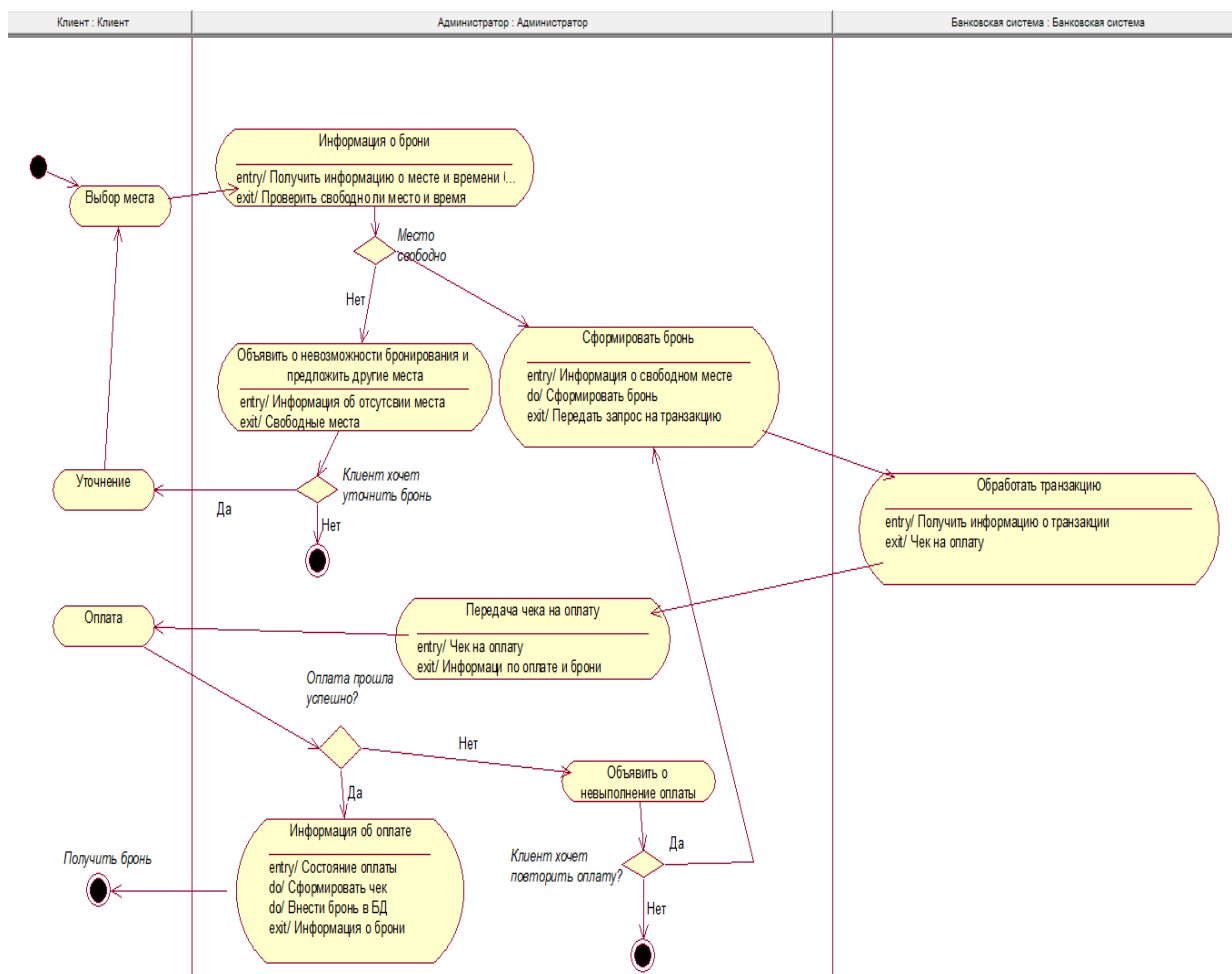 Клиент : Клиент
Администратор : Администратор
Банковская система : Банковская система
Информация о брони
entry/ Получить информацию о месте и времени (...
exit/ Проверить свободно ли место и время
Выбор места
Место
свободно
Нет
Объявить о невозможности бронирования и
предложить другие места
entry/ Информация об отсутсвии места
exit/ Свободные места
Сформировать бронь
entry/ Информация о свободном месте
do/ Сформировать бронь
exit/ Передать запрос на транзакцию
Уточнение
Клиент хочет
уточнить бронь
Да
Нет
Обработать транзакцию
entry/ Получить информацию о транзакции
exit/ Чек на оплату
Оплата
Передача чека на оплату
entry/ Чек на оплату
exit/ Информаци по оплате и брони
Оплата прошла
успешно?
Нет
Да
Объявить о
невыполнение оплаты
Информация об оплате
entry/ Состояние оплаты
do/ Сформировать чек
do/ Внести бронь в БД
exit/ Информация о брони
Получить бронь
Клиент хочет
повторить оплату?
Да
Нет